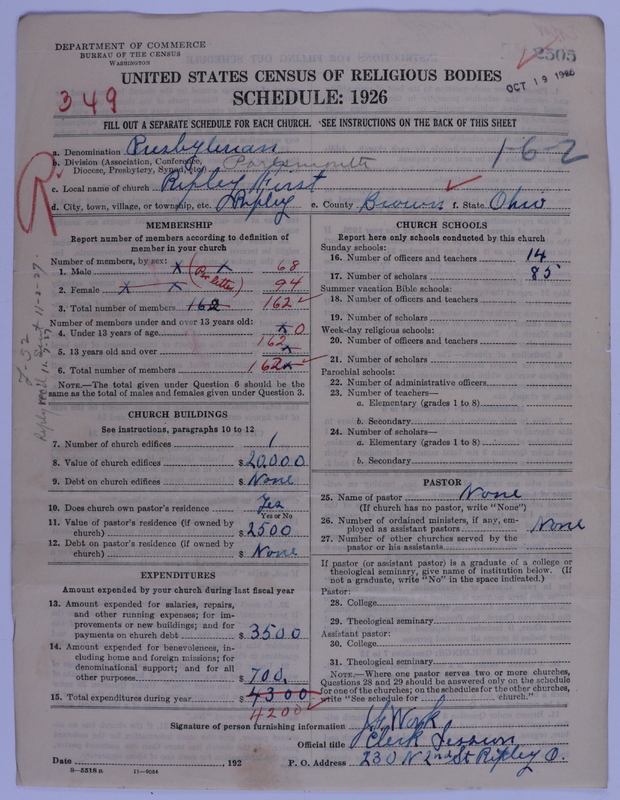 DEPARTMENT OF COMMERCE
BUREAU OF THE CENSUS
WASHINGTON
2505
OCT 19 1926
UNITED STATES CENSUS OF RELIGIOUS BODIES
349
SCHEDULE: 1926
FILL OUT A SEPARATE SCHEDULE FOR EACH CHURCH. SEE INSTRUCTIONS ON THE BACK OF THIS SHEET
a. Denomination Presbyterian
162
b. Division (Association, Conference, Diocese, Presbytery, Synod, etc.) Portsmouth
c. Local name of church Ripley First
d. City, town, village, or township, etc. Ripley e. County Brown f. State Ohio
MEMBERSHIP
Report number of members according to definition of member in your church
Number of members, by sex:
1. Male x (Per letter) x 68
2. Female x x 94
3. Total number of members 162 162
Number of members under and over 13 years old:
4. Under 13 years of age x 0
5. 13 years old and over 162 x
6. Total number of members 162 x
NOTE.—The total given under Question 6 should be the same as the total of males and females given under Question 3.
CHURCH BUILDINGS
See instructions, paragraphs 10 to 12
7. Number of church edifices 1
8. Value of church edifices $ 20,000
9. Debt on church edifices $ None
10. Does church own pastor's residence Yes
Yes or No
11. Value of pastor's residence (if owned by church) $ 2500
12. Debt on pastor's residence (if owned by church) $ None
EXPENDITURES
Amount expended by your church during last fiscal year
13. Amount expended for salaries, repairs, and other running expenses; for improvements or new buildings; and for payments on church debt $ 3500
14. Amount expended for benevolences, including home and foreign missions; for denominational support; and for all other purposes $ 700
15. Total expenditures during year $ 4300
4200
CHURCH SCHOOLS
Report here only schools conducted by this church
Sunday schools:
16. Number of officers and teachers 14
17. Number of scholars 85
Summer vacation Bible schools:
18. Number of officers and teachers
19. Number of scholars
Week-day religious schools:
20. Number of officers and teachers
21. Number of scholars
Parochial schools:
22. Number of administrative officers
23. Number of teachers—
a. Elementary (grades 1 to 8)
b. Secondary
24. Number of scholars—
a. Elementary (grades 1 to 8)
b. Secondary
PASTOR
25. Name of pastor None
(If church has no pastor, write "None")
26. Number of ordained ministers, if any, employed as assistant pastors None
27. Number of other churches served by the pastor or his assistants
If pastor (or assistant pastor) is a graduate of a college or theological seminary, give name of institution below. (If not a graduate, write "No" in the space indicated.)
Pastor:
28. College
29. Theological seminary
Assistant pastor:
30. College
31. Theological seminary
NOTE.—Where one pastor serves two or more churches, Questions 28 and 29 should be answered only on the schedule for one of the churches; on the schedules for the other churches, write "See schedule for church."
Signature of person furnishing information
Official title Clerk Session
Date , 192 P. O. Address 230 N 2nd St Ripley O.
8—5518 a 11—9034